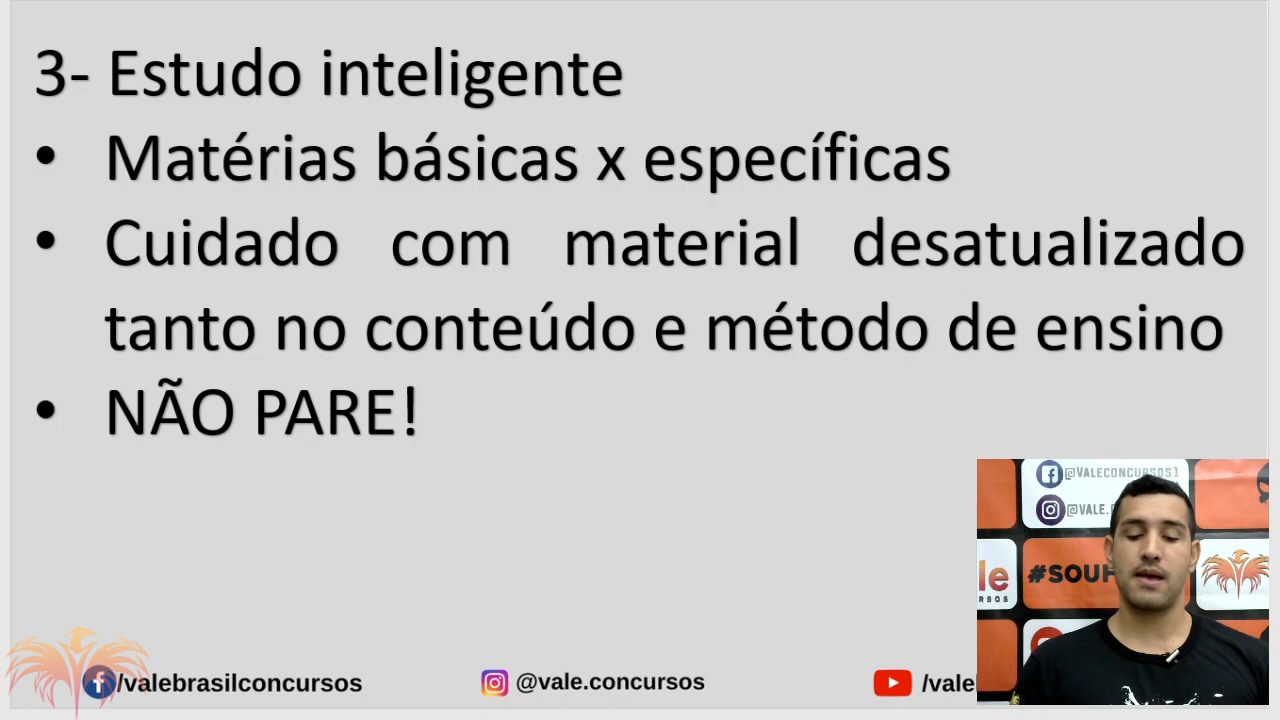 3- Estudo inteligente
• Matérias básicas x específicas
• Cuidado com material desatualizado
tanto no conteúdo e método de ensino
• NÃO PARE!
@VALECONCURSOS1
@VALE.
#SOU
/valebrasilconcursos
@vale.concursos